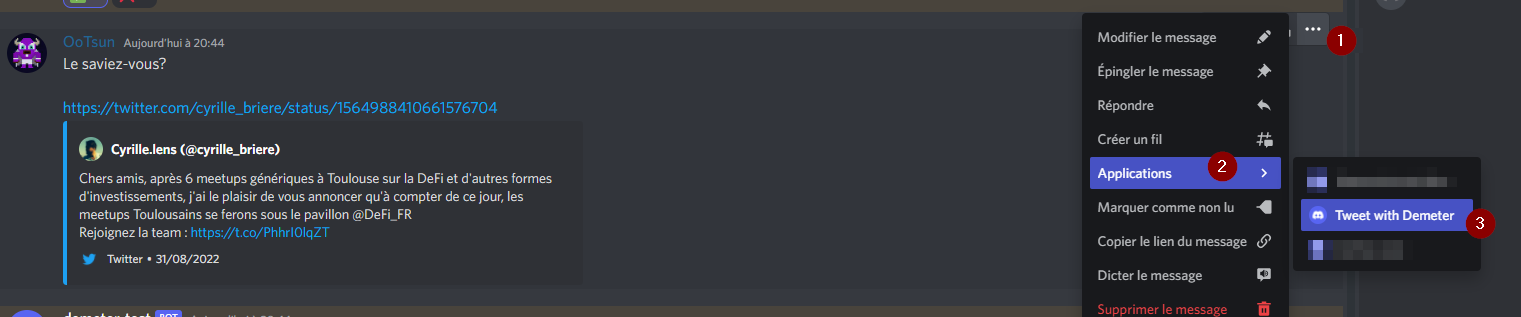 OoTsun Aujourd'hui à 20:44
Le saviez-vous?
https://twitter.com/cyrille_briere/status/1564988410661576704
Cyrille.lens (@cyrille_briere)
Chers amis, après 6 meetups génériques à Toulouse sur la DeFi et d'autres formes
d'investissements, j'ai le plaisir de vous annoncer qu'à compter de ce jour, les
meetups Toulousains se ferons sous le pavillon @DeFi_FR
Rejoignez la team : https://t.co/PhhrI0lqZT
Twitter • 31/08/2022
1
Modifier le message
Épingler le message
Répondre
Créer un fil
2
Applications
Marquer comme non lu
Copier le lien du message
Dicter le message
Supprimer le message
Tweet with Demeter
3
demeter-test BOT